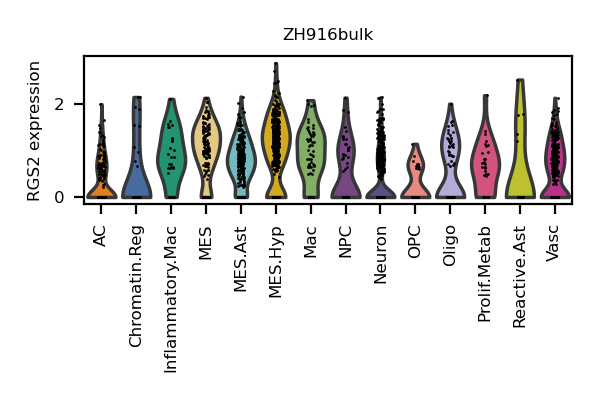 ZH916bulk
RGS2 expression
2
0
AC
Chromatin.Reg
Inflammatory.Mac
MES
MES.Ast
MES.Hyp
Mac
NPC
Neuron
OPC
Oligo
Prolif.Metab
Reactive.Ast
Vasc